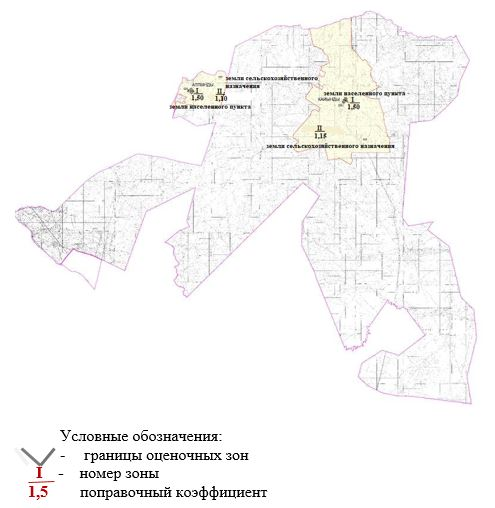 земли сельскохозяйственного
назначения
I
1,50
II
1,10
земли населенного пункта
земли населенного пункта -
I
1,50
II
1,15
земли сельскохозяйственного назначения
Условные обозначения:
- границы оценочных зон
I - номер зоны
1,5 поправочный коэффициент